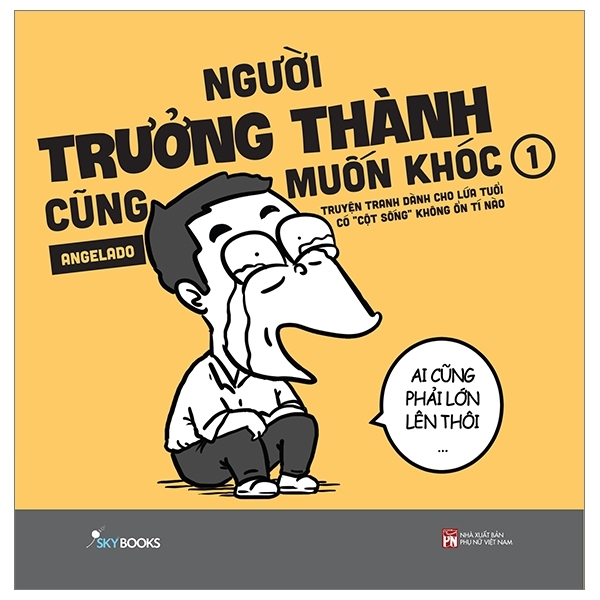 NGƯỜI
TRƯỞNG THÀNH
CŨNG MUỐN KHÓC 1
TRUYỆN TRANH DÀNH CHO LỨA TUỔI
CÓ "CỘT SỐNG" KHÔNG ỔN TÍ NÀO
ANGELADO
AI CŨNG
PHẢI LỚN
LÊN THÔI
...
SKYBOOKS
PN
NHÀ XUẤT BẢN
PHỤ NỮ VIỆT NAM